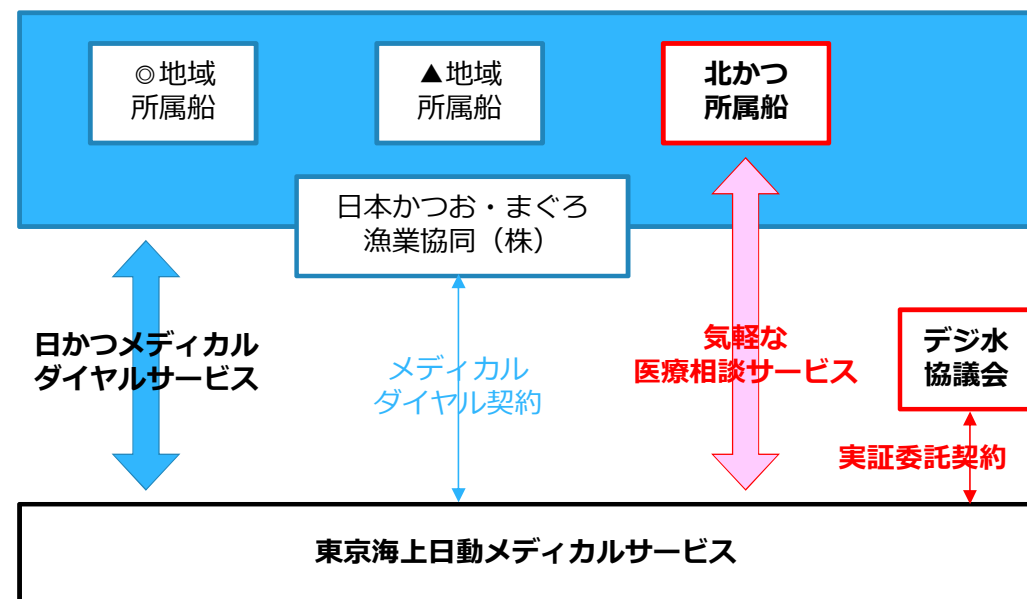 ◎地域
所属船
▲地域
所属船
北かつ
所属船
日本かつお・まぐろ
漁業協同（株）
日かつメディカル
ダイヤルサービス
メディカル
ダイヤル契約
気軽な
医療相談サービス
デジ水
協議会
実証委託契約
東京海上日動メディカルサービス